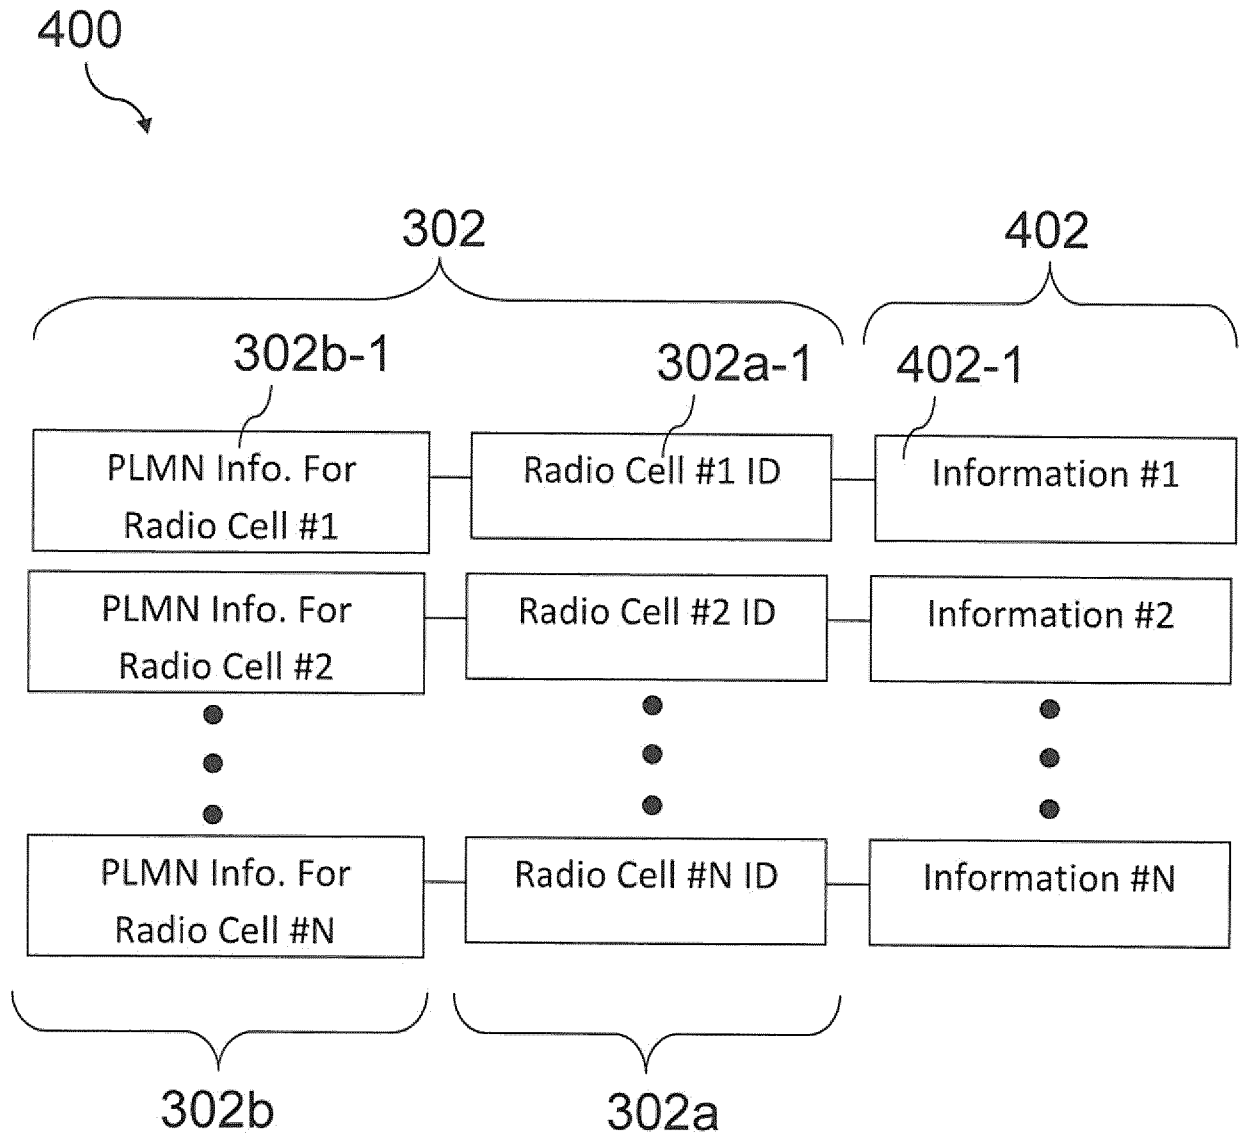 400
302
402
302b-1
302a-1
402-1
PLMN Info. For
Radio Cell #1
Radio Cell #1 ID
Information #1
PLMN Info. For
Radio Cell #2
Radio Cell #2 ID
Information #2
PLMN Info. For
Radio Cell #N
Radio Cell #N ID
Information #N
302b
302a